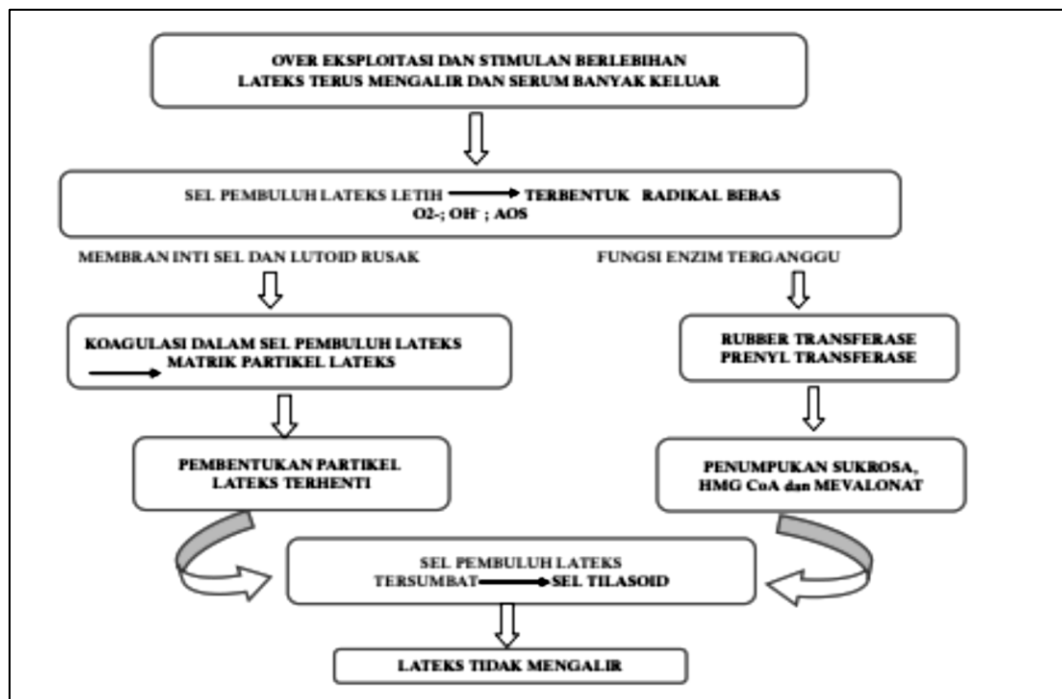 OVER EKSPLOITASI DAN STIMULAN BERLEBIHAN
LATEKS TERUS MENGALIR DAN SERUM BANYAK KELUAR
SEL PEMBULUH LATEKS LETIH TERBENTUK RADIKAL BEBAS
O2-; OH- ; AOS
MEMBRAN INTI SEL DAN LUTOID RUSAK
FUNGSI ENZIM TERGANGGU
KOAGULASI DALAM SEL PEMBULUH LATEKS
MATRIK PARTIKEL LATEKS
RUBBER TRANSFERASE
PRENYL TRANSFERASE
PEMBENTUKAN PARTIKEL
LATEKS TERHENTI
PENUMPUKAN SUKROSA,
HMG CoA dan MEVALONAT
SEL PEMBULUH LATEKS
TERSUMBAT SEL TILASOID
LATEKS TIDAK MENGALIR